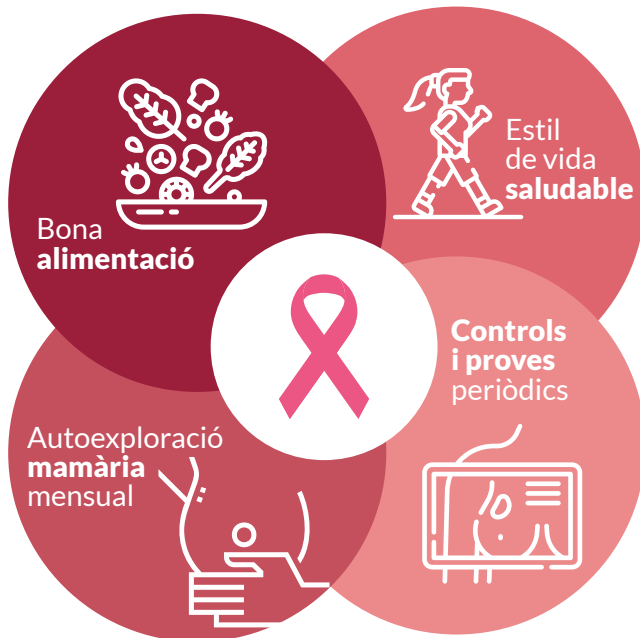 Bona
alimentació
Estil
de vida
saludable
Autoexploració
mamària
mensual
Controls
i proves
periòdics